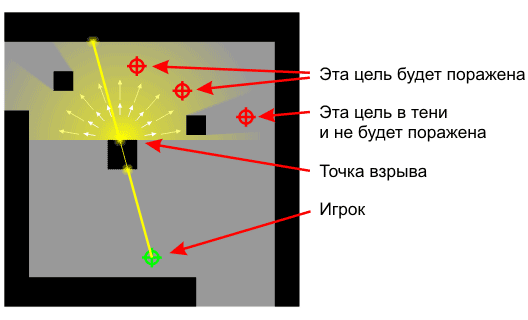 Эта цель будет поражена
Эта цель в тени
и не будет поражена
Точка взрыва
Игрок